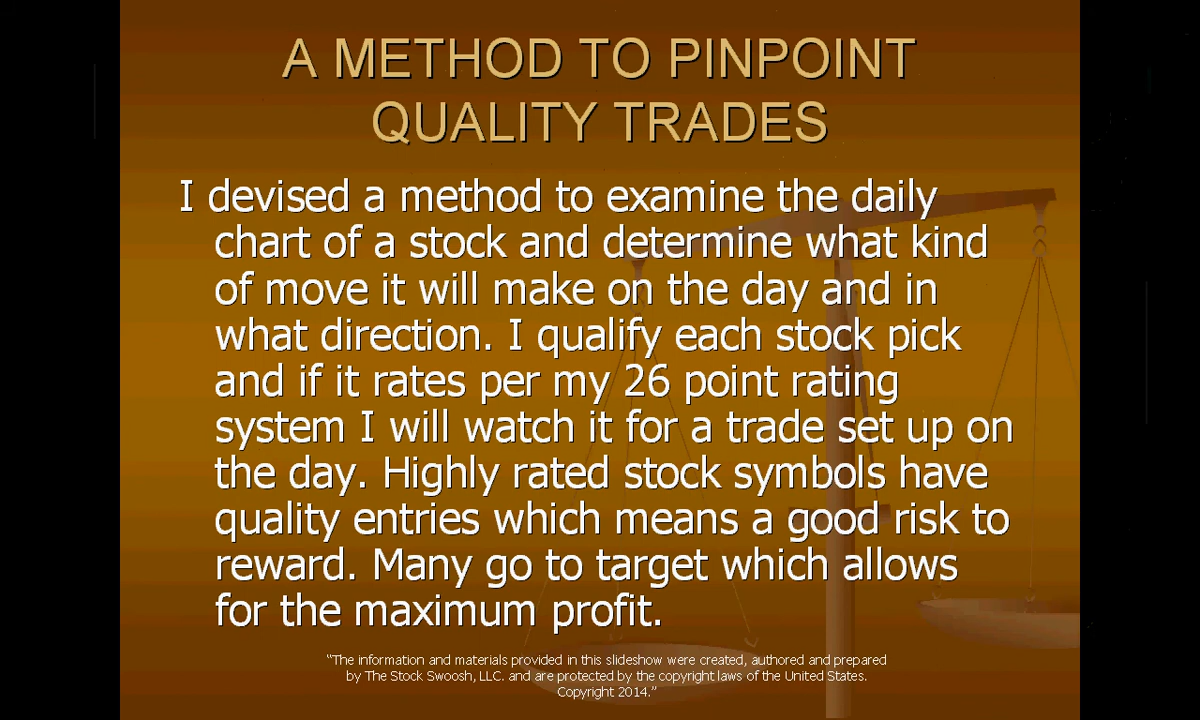 A METHOD TO PINPOINT
QUALITY TRADES
I devised a method to examine the daily
chart of a stock and determine what kind
of move it will make on the day and in
what direction. I qualify each stock pick
and if it rates per my 26 point rating
system I will watch it for a trade set up on
the day. Highly rated stock symbols have
quality entries which means a good risk to
reward. Many go to target which allows
for the maximum profit.
“The information and materials provided in this slideshow were created, authored and prepared
by The Stock Swoosh, LLC. and are protected by the copyright laws of the United States.
Copyright 2014.”